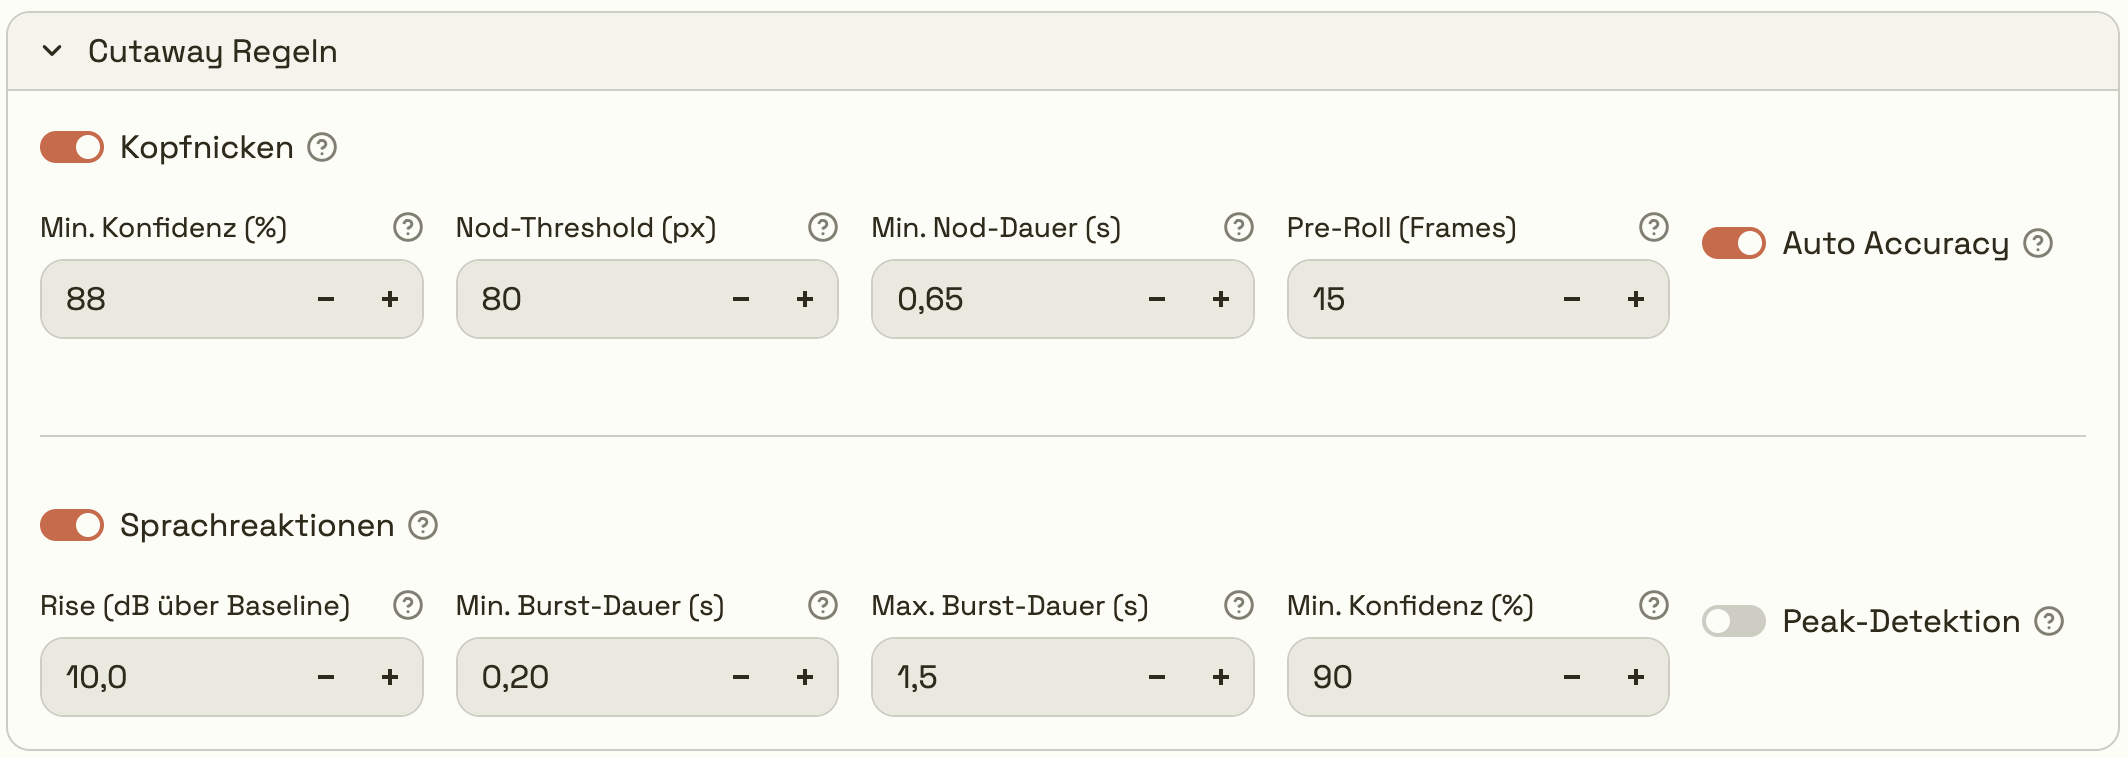 Cutaway Regeln
Kopfnicken ?
Min. Konfidenz (%) ? Nod-Threshold (px) ? Min. Nod-Dauer (s) ? Pre-Roll (Frames) ? Auto Accuracy ?
88 − + 80 − + 0,65 − + 15 − +
Sprachreaktionen ?
Rise (dB über Baseline) ? Min. Burst-Dauer (s) ? Max. Burst-Dauer (s) ? Min. Konfidenz (%) ? Peak-Detektion ?
10,0 − + 0,20 − + 1,5 − + 90 − +